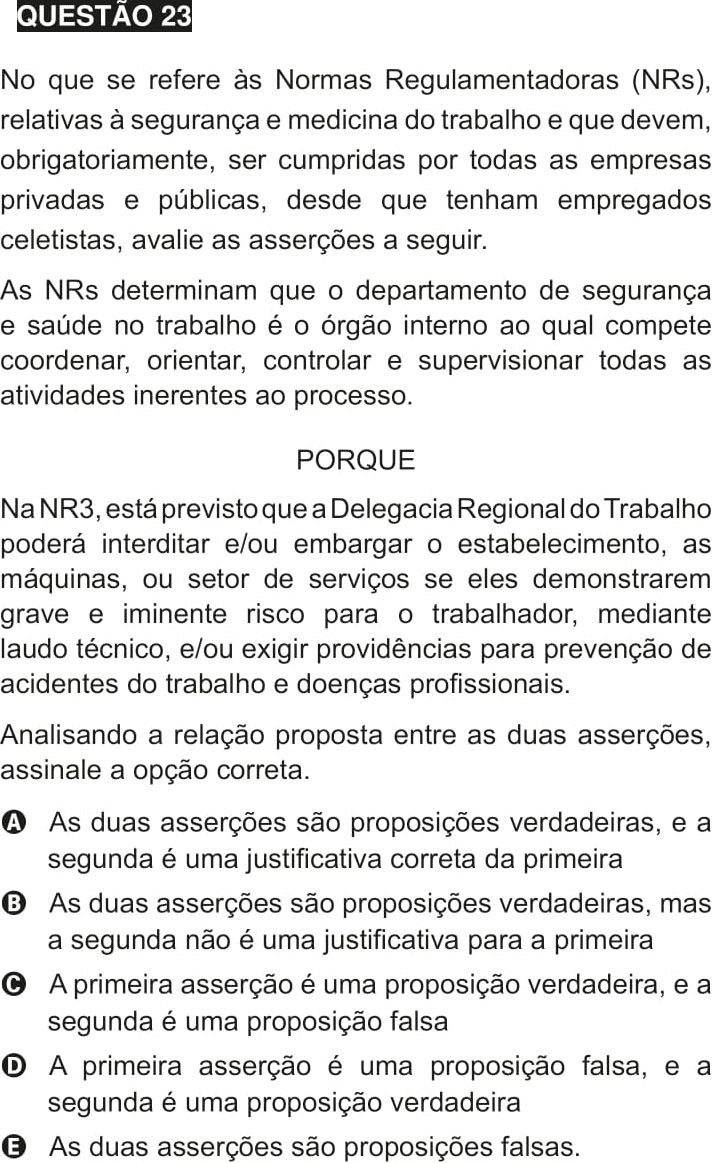 QUESTÃO 23
No que se refere às Normas Regulamentadoras (NRs),
relativas à segurança e medicina do trabalho e que devem,
obrigatoriamente, ser cumpridas por todas as empresas
privadas e públicas, desde que tenham empregados
celetistas, avalie as asserções a seguir.
As NRs determinam que o departamento de segurança
e saúde no trabalho é o órgão interno ao qual compete
coordenar, orientar, controlar e supervisionar todas as
atividades inerentes ao processo.
PORQUE
Na NR3, está previsto que a Delegacia Regional do Trabalho
poderá interditar e/ou embargar o estabelecimento, as
máquinas, ou setor de serviços se eles demonstrarem
grave e iminente risco para o trabalhador, mediante
laudo técnico, e/ou exigir providências para prevenção de
acidentes do trabalho e doenças profissionais.
Analisando a relação proposta entre as duas asserções,
assinale a opção correta.
A As duas asserções são proposições verdadeiras, e a
segunda é uma justificativa correta da primeira
B As duas asserções são proposições verdadeiras, mas
a segunda não é uma justificativa para a primeira
C A primeira asserção é uma proposição verdadeira, e a
segunda é uma proposição falsa
D A primeira asserção é uma proposição falsa, e a
segunda é uma proposição verdadeira
E As duas asserções são proposições falsas.